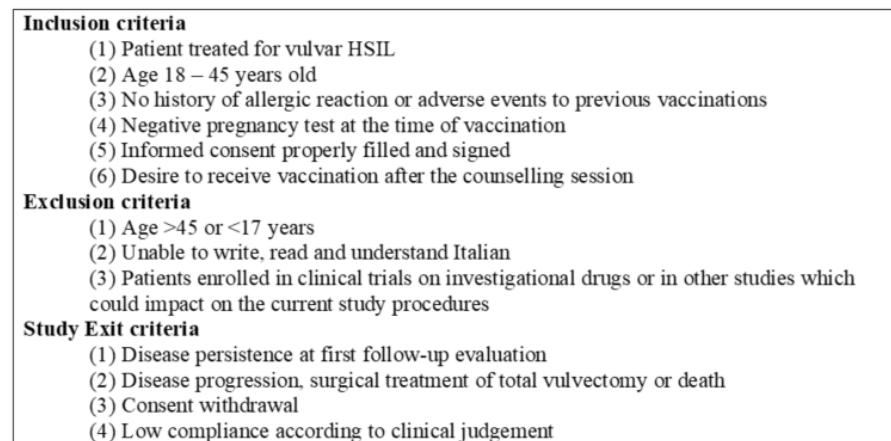 Inclusion criteria
(1) Patient treated for vulvar HSIL
(2) Age 18 – 45 years old
(3) No history of allergic reaction or adverse events to previous vaccinations
(4) Negative pregnancy test at the time of vaccination
(5) Informed consent properly filled and signed
(6) Desire to receive vaccination after the counselling session
Exclusion criteria
(1) Age >45 or <17 years
(2) Unable to write, read and understand Italian
(3) Patients enrolled in clinical trials on investigational drugs or in other studies which
could impact on the current study procedures
Study Exit criteria
(1) Disease persistence at first follow-up evaluation
(2) Disease progression, surgical treatment of total vulvectomy or death
(3) Consent withdrawal
(4) Low compliance according to clinical judgement